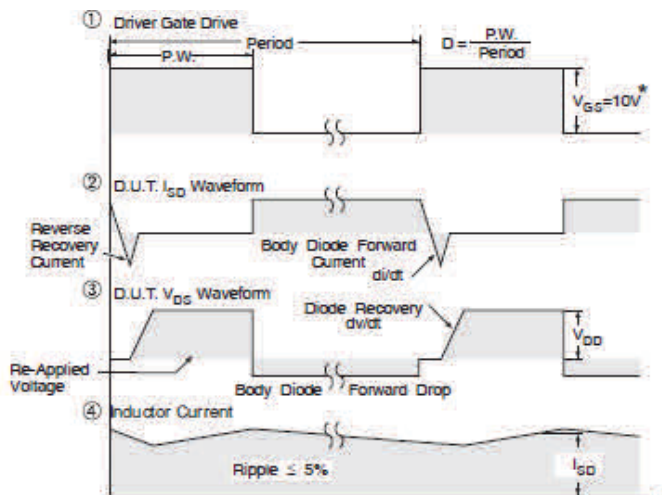 ① Driver Gate Drive
Period
P.W.
D = P.W.
Period
V_GS=10V*
② D.U.T. I_SD Waveform
Reverse
Recovery
Current
Body Diode Forward
Current
di/dt
③ D.U.T. V_DS Waveform
Diode Recovery
dv/dt
V_DD
Re-Applied
Voltage
Body Diode
Forward Drop
④ Inductor Current
Ripple ≤ 5%
I_SD